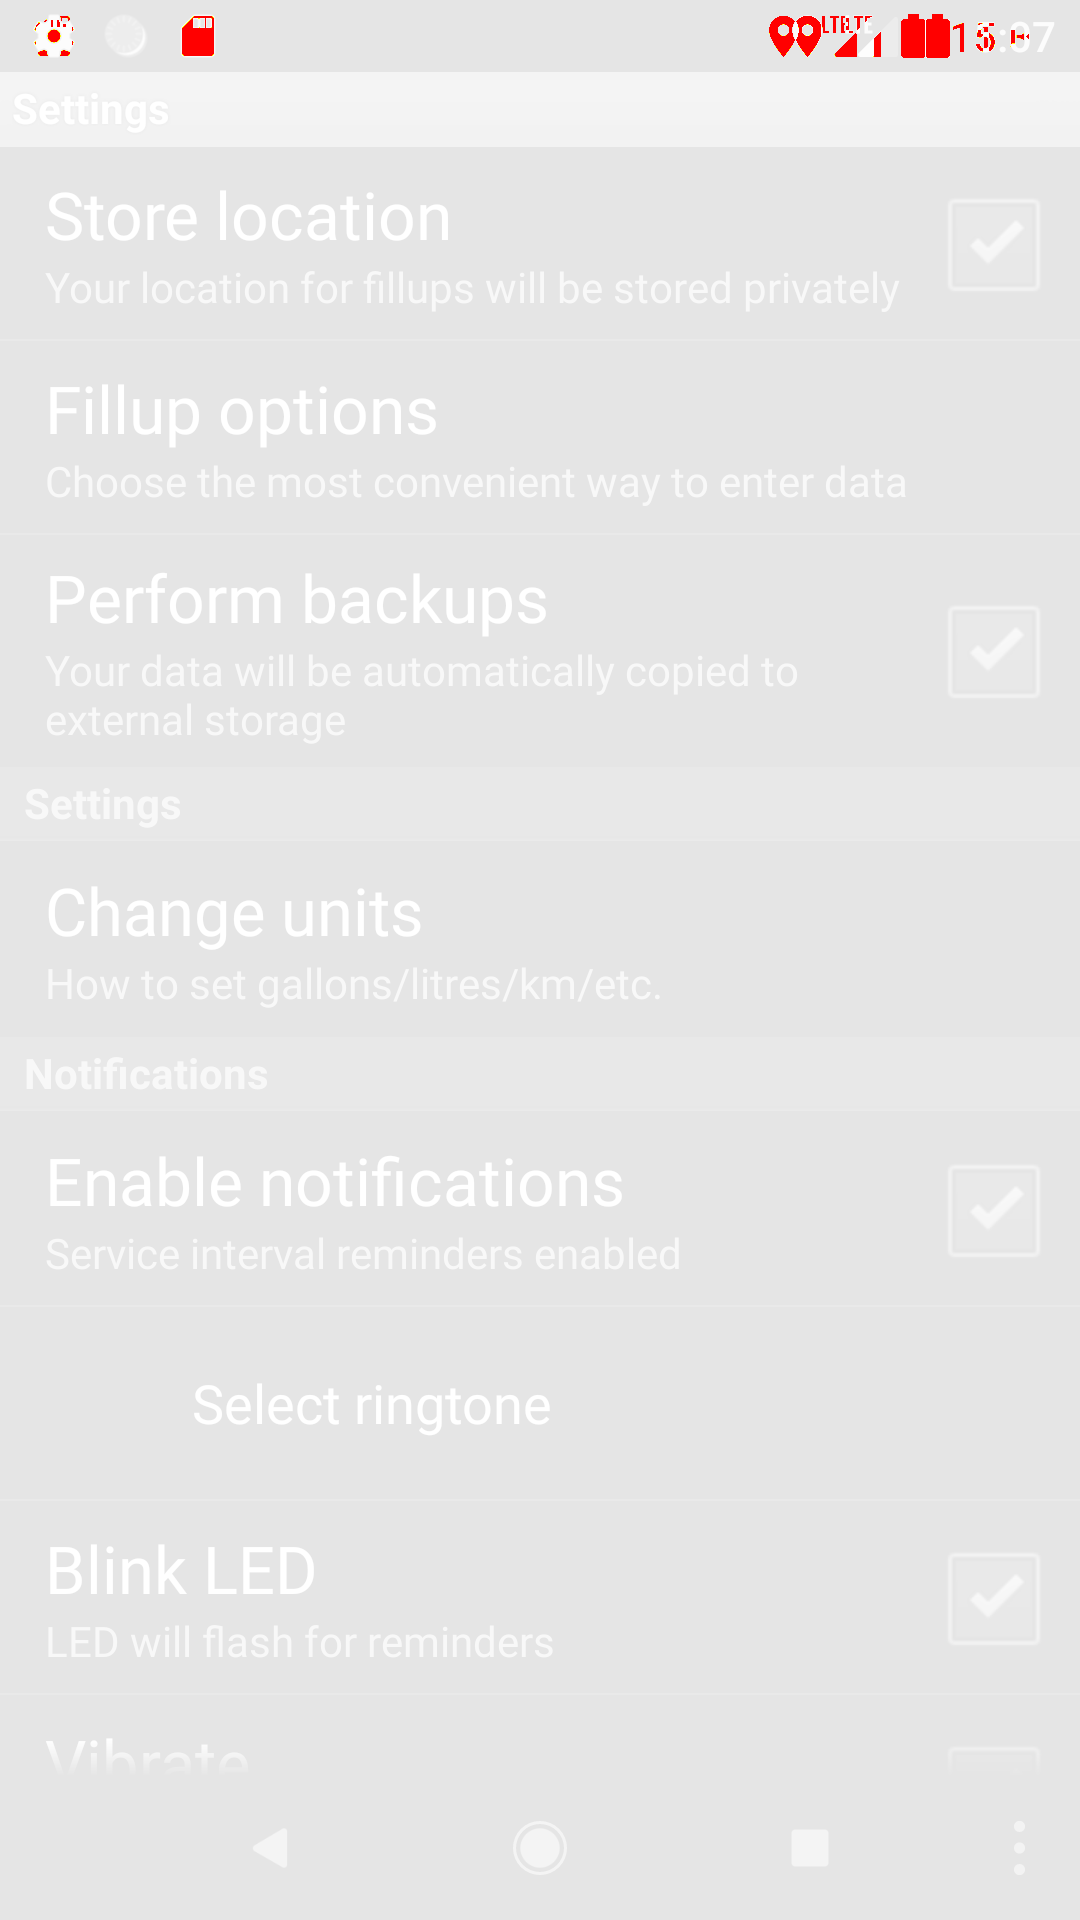 Settings
Store location
Your location for fillups will be stored privately
Fillup options
Choose the most convenient way to enter data
Perform backups
Your data will be automatically copied to
external storage
Settings
Change units
How to set gallons/litres/km/etc.
Notifications
Enable notifications
Service interval reminders enabled
Select ringtone
Blink LED
LED will flash for reminders
Vibrate